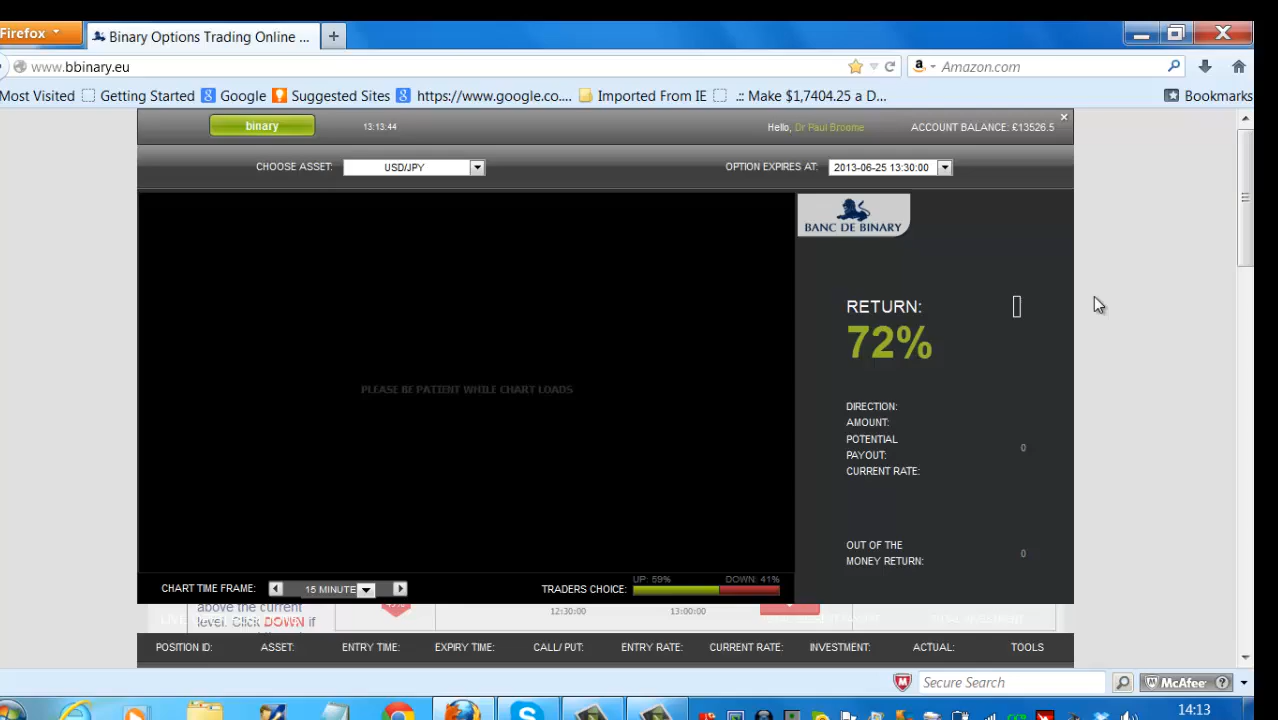 Firefox
Binary Options Trading Online ...
www.bbinary.eu
Amazon.com
Most Visited Getting Started Google Suggested Sites https://www.google.co.... Imported From IE .:: Make $1,7404.25 a D... Bookmarks
binary 13:13:44 Hello, Dr Paul Broome ACCOUNT BALANCE: £13526.5
CHOOSE ASSET: USD/JPY OPTION EXPIRES AT: 2013-06-25 13:30:00
BANC DE BINARY
RETURN:
72%
PLEASE BE PATIENT WHILE CHART LOADS
DIRECTION:
AMOUNT:
POTENTIAL
PAYOUT: 0
CURRENT RATE:
OUT OF THE
MONEY RETURN: 0
CHART TIME FRAME: 15 MINUTE TRADERS CHOICE: UP: 59% DOWN: 41%
above the current
level. Click DOWN if
12:30:00 13:00:00
POSITION ID: ASSET: ENTRY TIME: EXPIRY TIME: CALL/ PUT: ENTRY RATE: CURRENT RATE: INVESTMENT: ACTUAL: TOOLS
Secure Search McAfee
14:13